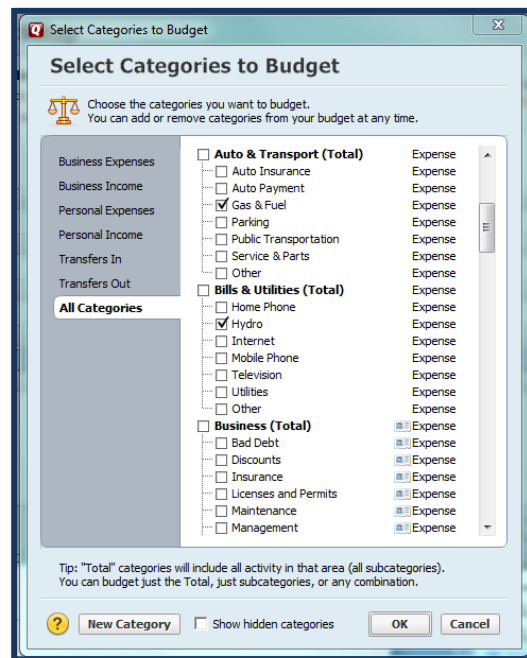 Select Categories to Budget
Select Categories to Budget
Choose the categories you want to budget.
You can add or remove categories from your budget at any time.
Business Expenses
Business Income
Personal Expenses
Personal Income
Transfers In
Transfers Out
All Categories
Auto & Transport (Total) Expense
Auto Insurance Expense
Auto Payment Expense
Gas & Fuel Expense
Parking Expense
Public Transportation Expense
Service & Parts Expense
Other Expense
Bills & Utilities (Total) Expense
Home Phone Expense
Hydro Expense
Internet Expense
Mobile Phone Expense
Television Expense
Utilities Expense
Other Expense
Business (Total) Expense
Bad Debt Expense
Discounts Expense
Insurance Expense
Licenses and Permits Expense
Maintenance Expense
Management Expense
Tip: "Total" categories will include all activity in that area (all subcategories).
You can budget just the Total, just subcategories, or any combination.
? New Category Show hidden categories OK Cancel